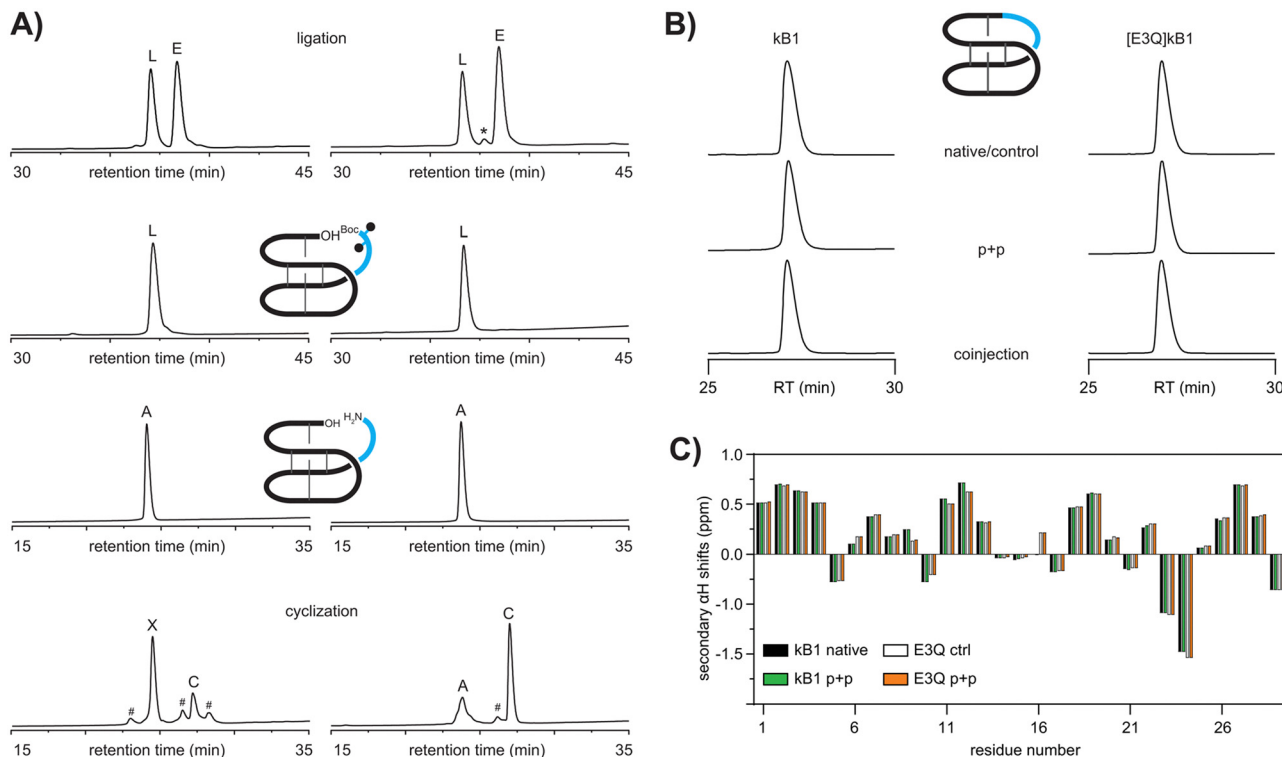 A)
ligation
L E
L * E
30 retention time (min) 45
30 retention time (min) 45
L
OH Boc
L
30 retention time (min) 45
30 retention time (min) 45
A
OH H2N
A
15 retention time (min) 35
15 retention time (min) 35
cyclization
X
# # C #
C
A #
15 retention time (min) 35
15 retention time (min) 35
B)
kB1
[E3Q]kB1
native/control
p+p
coinjection
25 RT (min) 30
25 RT (min) 30
C)
secondary αH shifts (ppm)
1.0
0.5
0.0
-1.0
-1.5
kB1 native
E3Q ctrl
kB1 p+p
E3Q p+p
1 6 11 16 21 26
residue number